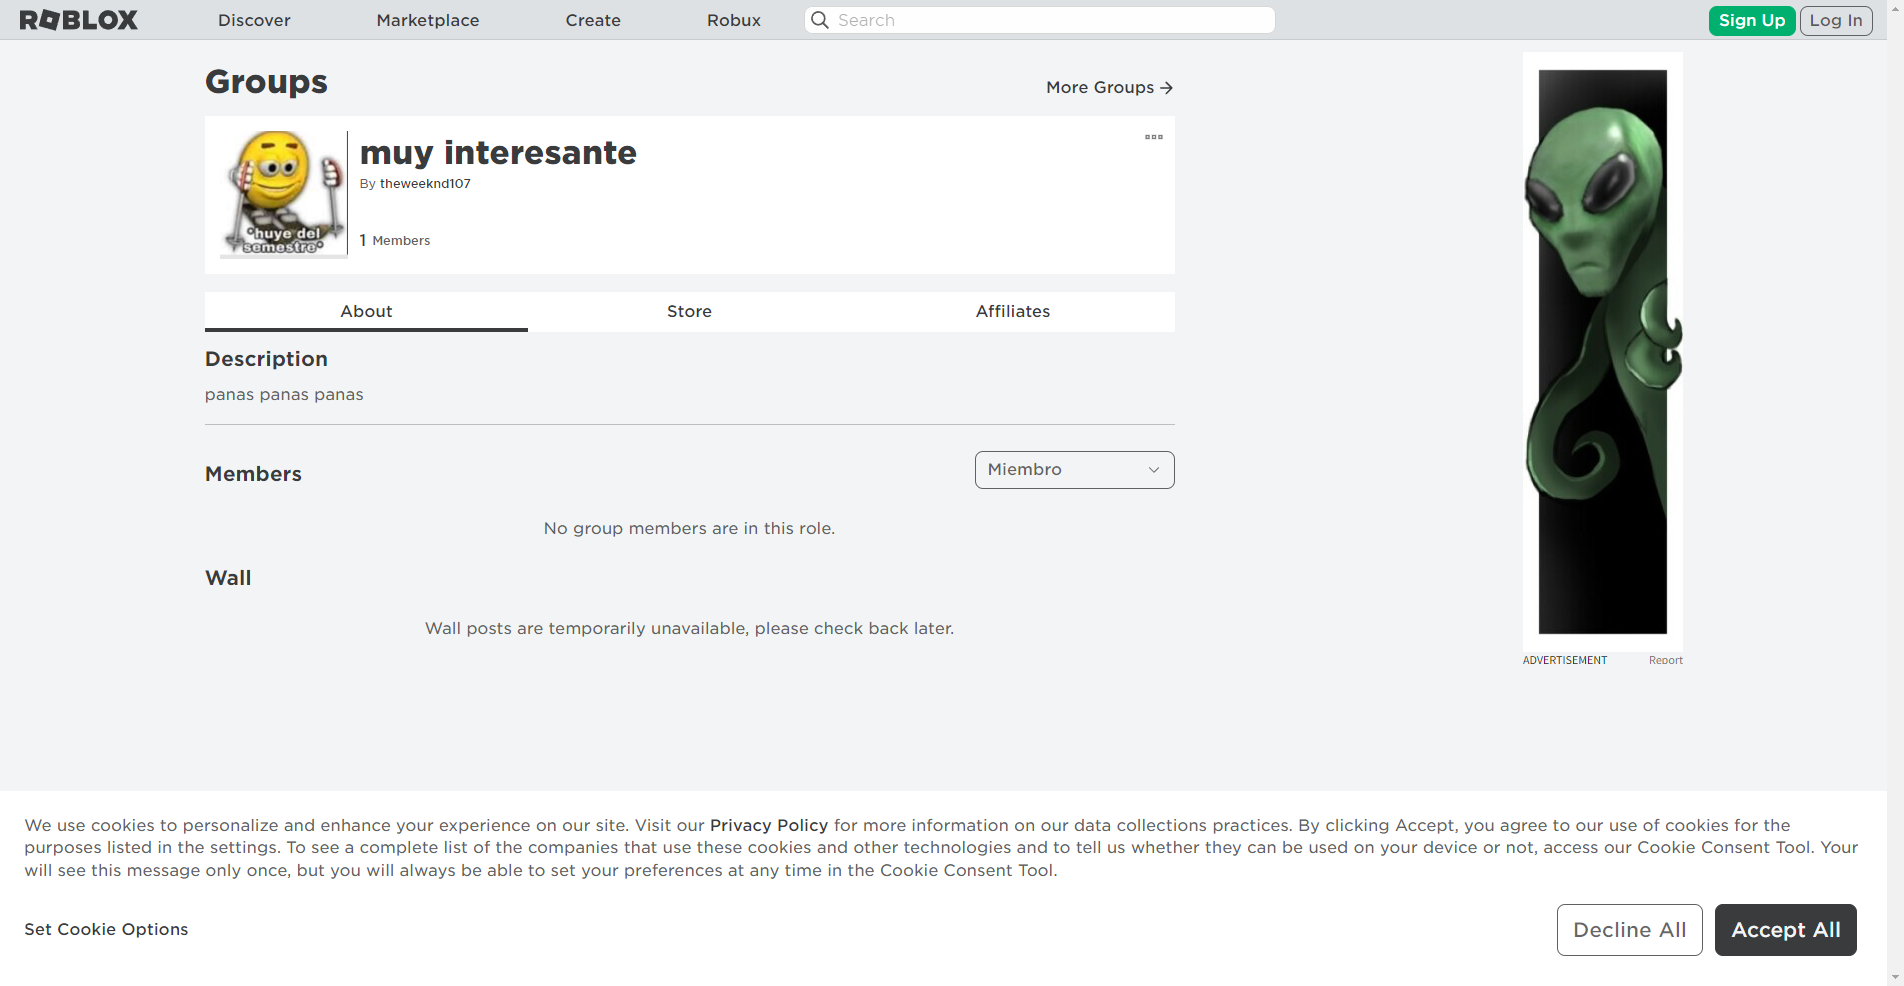 ROBLOX
Discover
Marketplace
Create
Robux
Search
Sign Up
Log In
Groups
More Groups
*huye del
semestre*
muy interesante
By theweeknd107
1 Members
About
Store
Affiliates
Description
panas panas panas
Members
Miembro
No group members are in this role.
Wall
Wall posts are temporarily unavailable, please check back later.
ADVERTISEMENT
Report
We use cookies to personalize and enhance your experience on our site. Visit our Privacy Policy for more information on our data collections practices. By clicking Accept, you agree to our use of cookies for the
purposes listed in the settings. To see a complete list of the companies that use these cookies and other technologies and to tell us whether they can be used on your device or not, access our Cookie Consent Tool. Your
will see this message only once, but you will always be able to set your preferences at any time in the Cookie Consent Tool.
Set Cookie Options
Decline All
Accept All